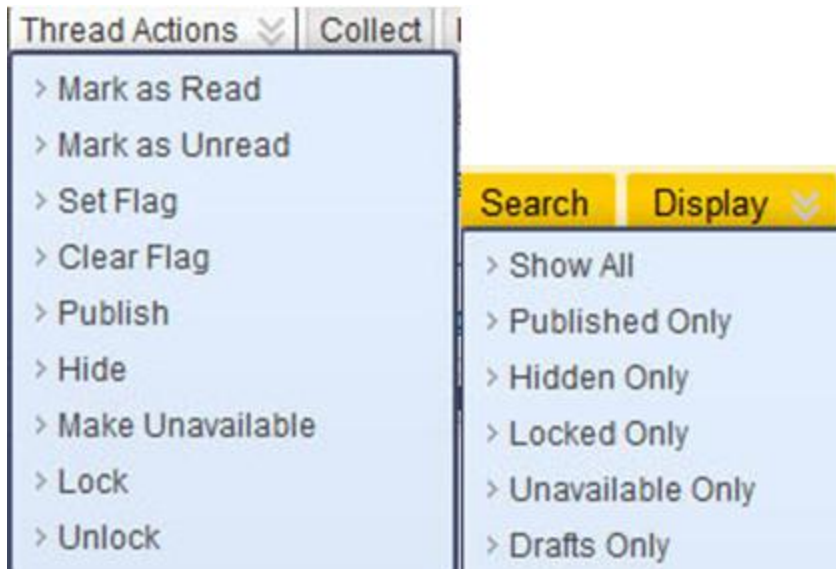 Thread Actions Collect
> Mark as Read
> Mark as Unread
> Set Flag
> Clear Flag
> Publish
> Hide
> Make Unavailable
> Lock
> Unlock
Search Display
> Show All
> Published Only
> Hidden Only
> Locked Only
> Unavailable Only
> Drafts Only